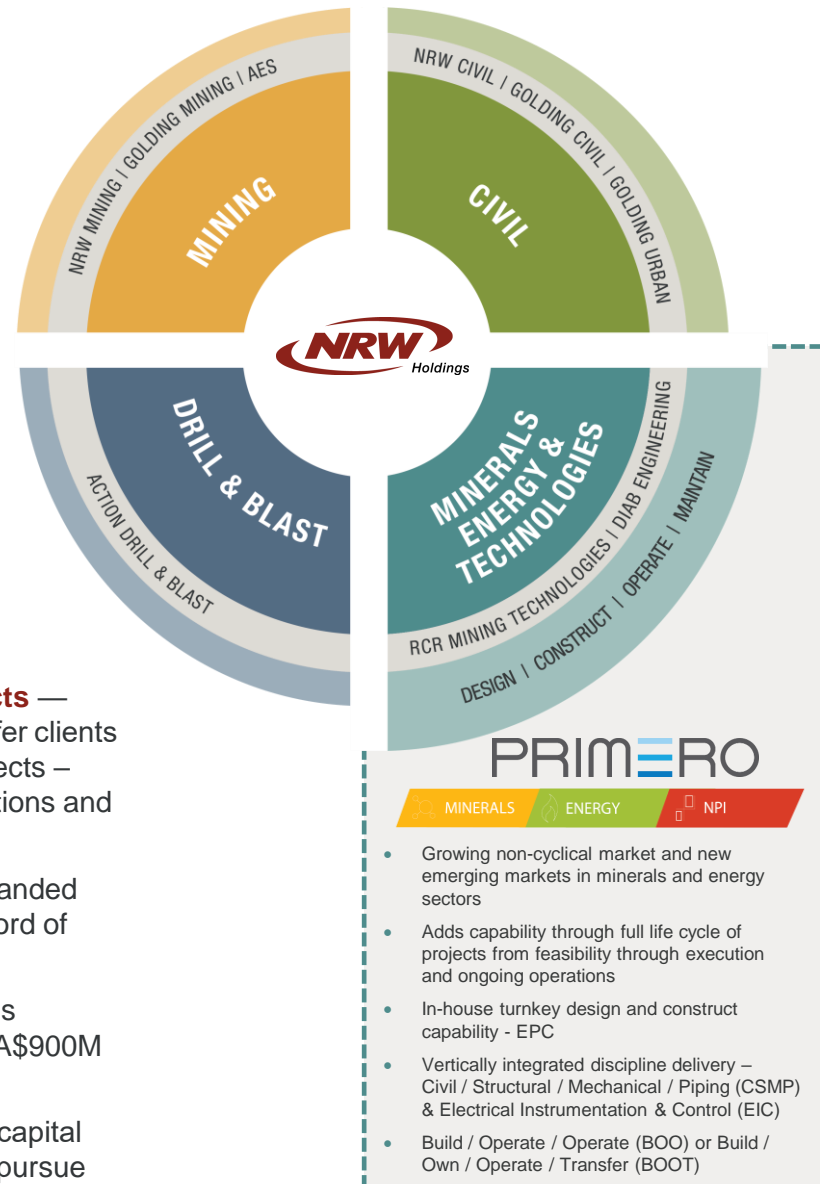 NRW MINING | GOLDING MINING | AES
MINING
NRW CIVIL | GOLDING CIVIL | GOLDING URBAN
CIVIL
NRW
Holdings
DRILL & BLAST
ACTION DRILL & BLAST
MINERALS
ENERGY &
TECHNOLOGIES
RCR MINING TECHNOLOGIES | DIAB ENGINEERING
DESIGN | CONSTRUCT | OPERATE | MAINTAIN
cts —
fer clients
ects –
tions and
anded
ord of
s
A$900M
capital
pursue
PRIMERO
MINERALS ENERGY NPI
• Growing non-cyclical market and new
emerging markets in minerals and energy
sectors
• Adds capability through full life cycle of
projects from feasibility through execution
and ongoing operations
• In-house turnkey design and construct
capability - EPC
• Vertically integrated discipline delivery –
Civil / Structural / Mechanical / Piping (CSMP)
& Electrical Instrumentation & Control (EIC)
• Build / Operate / Operate (BOO) or Build /
Own / Operate / Transfer (BOOT)